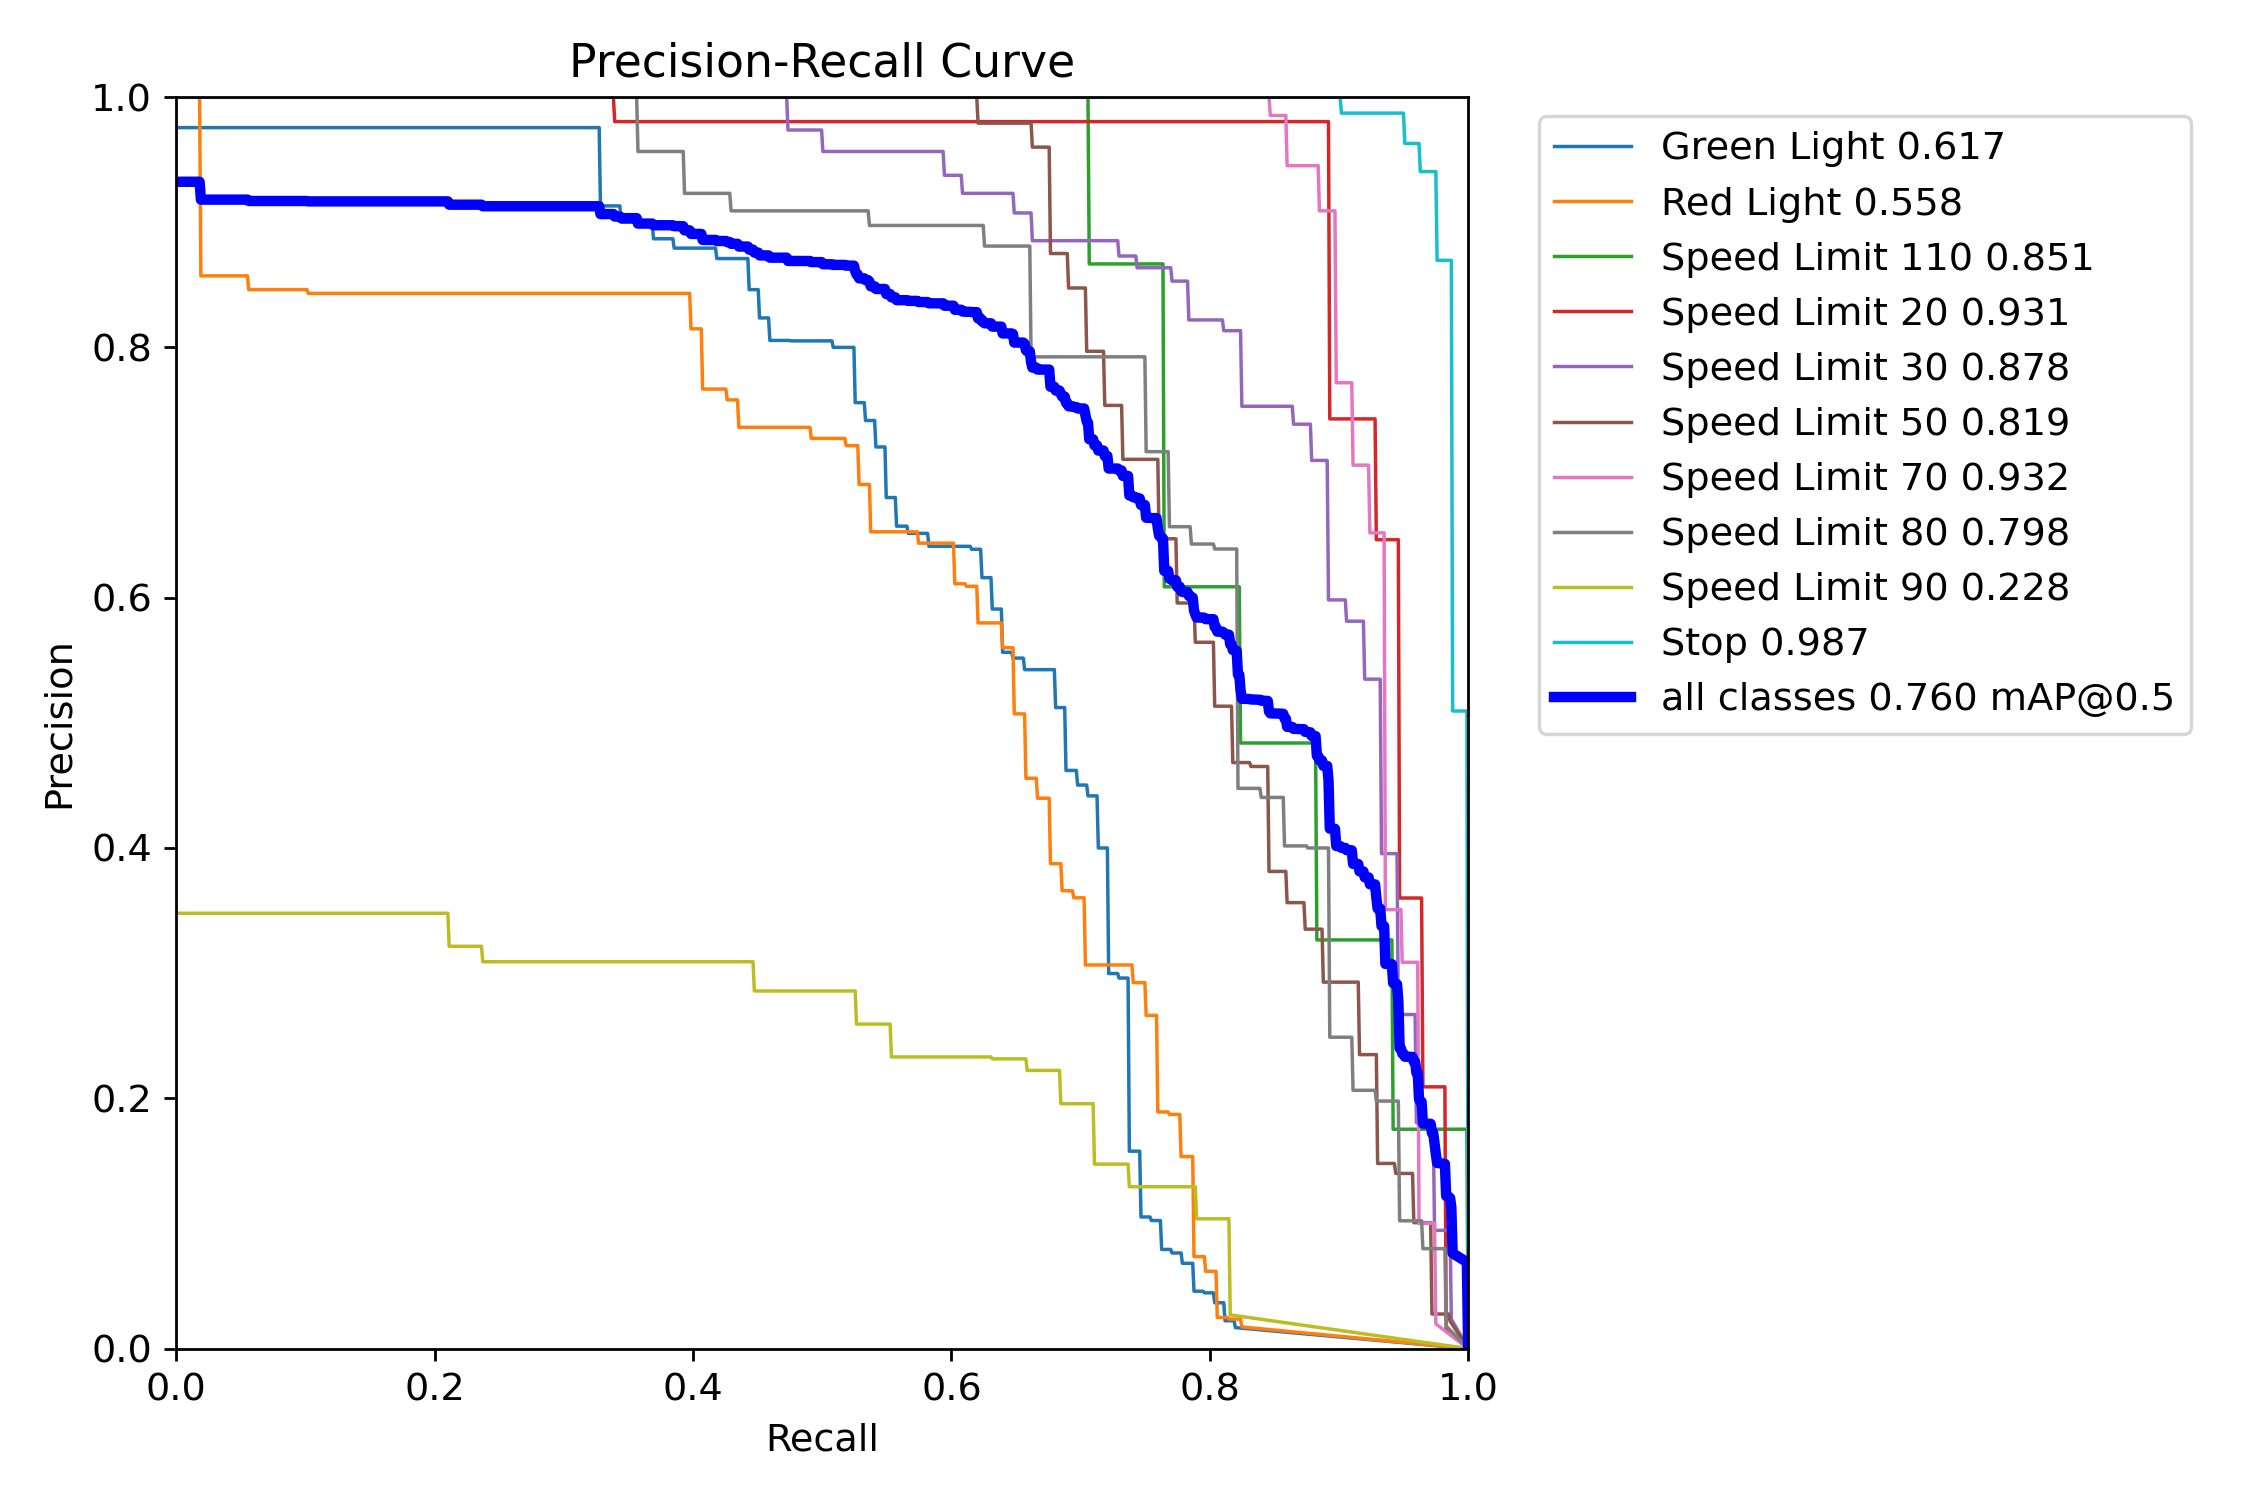 Precision-Recall Curve
1.0
0.8
0.6
0.4
0.2
0.0
Precision
0.0 0.2 0.4 0.6 0.8 1.0
Recall
Green Light 0.617
Red Light 0.558
Speed Limit 110 0.851
Speed Limit 20 0.931
Speed Limit 30 0.878
Speed Limit 50 0.819
Speed Limit 70 0.932
Speed Limit 80 0.798
Speed Limit 90 0.228
Stop 0.987
all classes 0.760 mAP@0.5